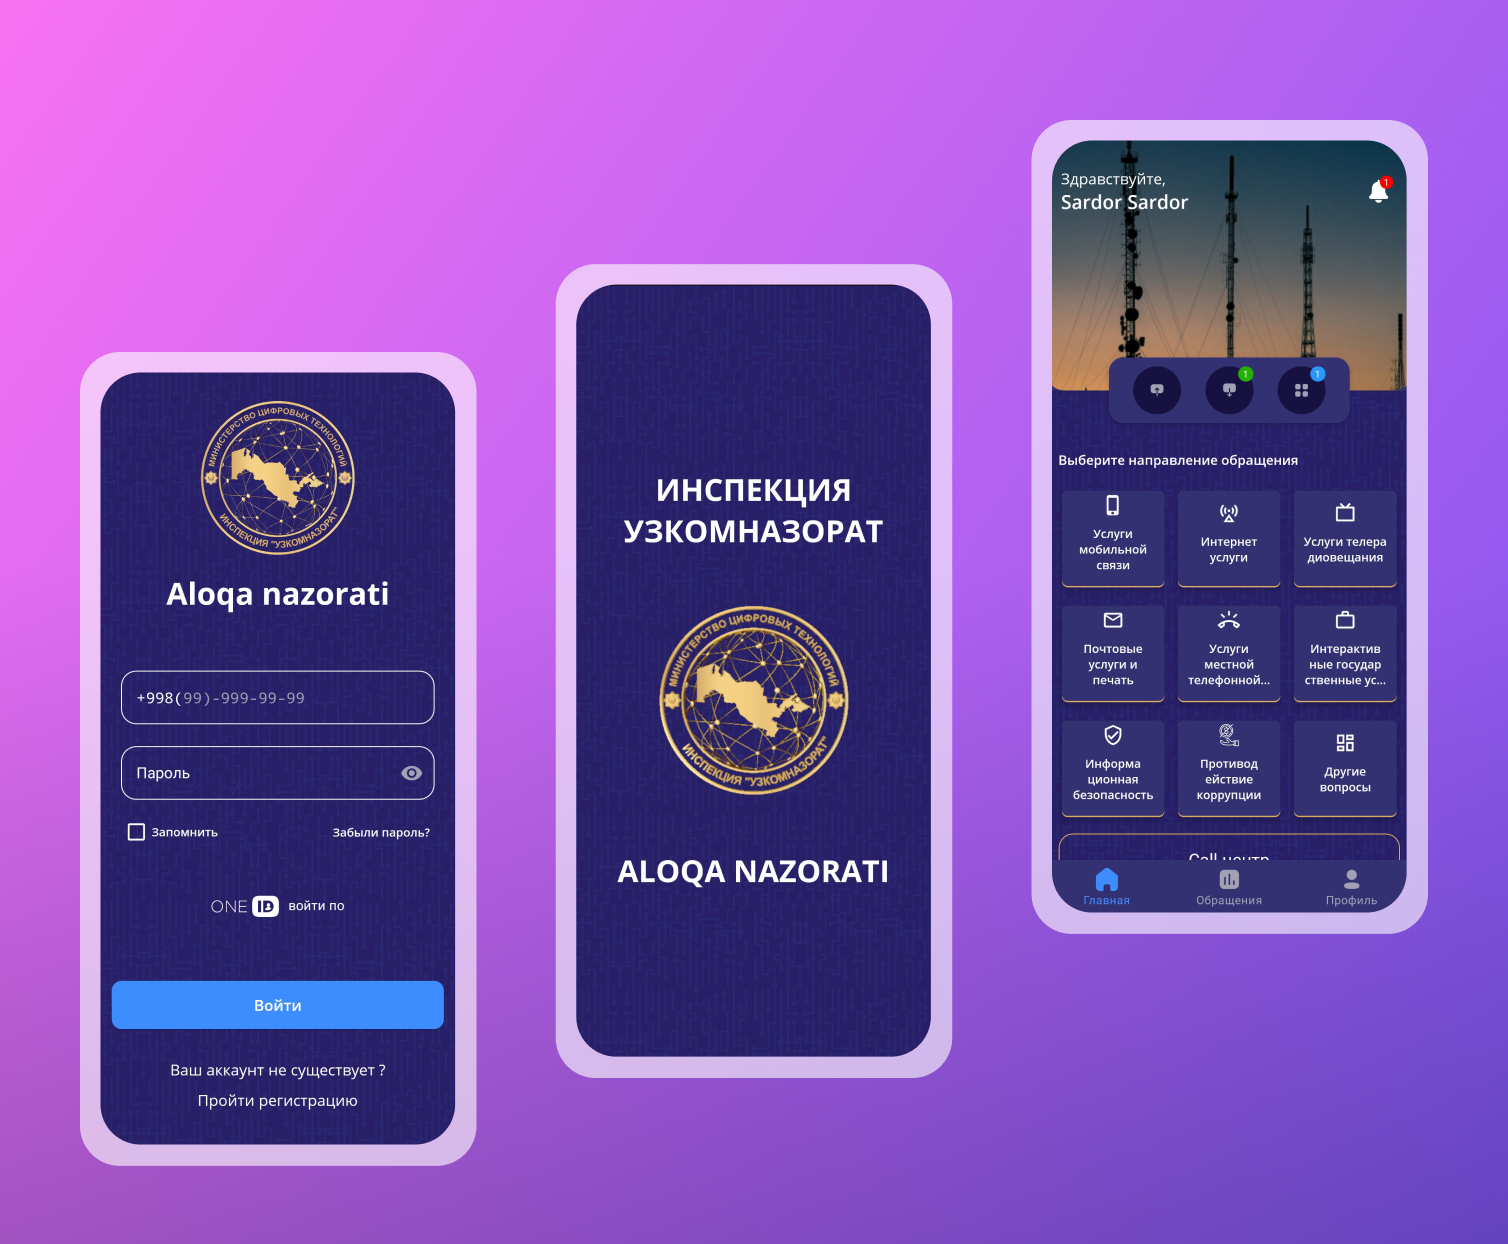 МИНИСТЕРСТВО ЦИФРОВЫХ ТЕХНОЛОГИЙ
ИНСПЕКЦИЯ "УЗКОМНАЗОРАТ"
Aloqa nazorati
+998(99)-999-99-99
Пароль
Запомнить
Забыли пароль?
ONE ID войти по
Войти
Ваш аккаунт не существует ?
Пройти регистрацию
ИНСПЕКЦИЯ
УЗКОМНАЗОРАТ
МИНИСТЕРСТВО ЦИФРОВЫХ ТЕХНОЛОГИЙ
ИНСПЕКЦИЯ "УЗКОМНАЗОРАТ"
ALOQA NAZORATI
Здравствуйте,
Sardor Sardor
1
1
1
Выберите направление обращения
Услуги
мобильной
связи
Интернет
услуги
Услуги телера
диовещания
Почтовые
услуги и
печать
Услуги
местной
телефонной...
Интерактив
ные государ
ственные ус...
Информа
ционная
безопасность
Противод
ействие
коррупции
Другие
вопросы
Call центр
Главная
Обращения
Профиль